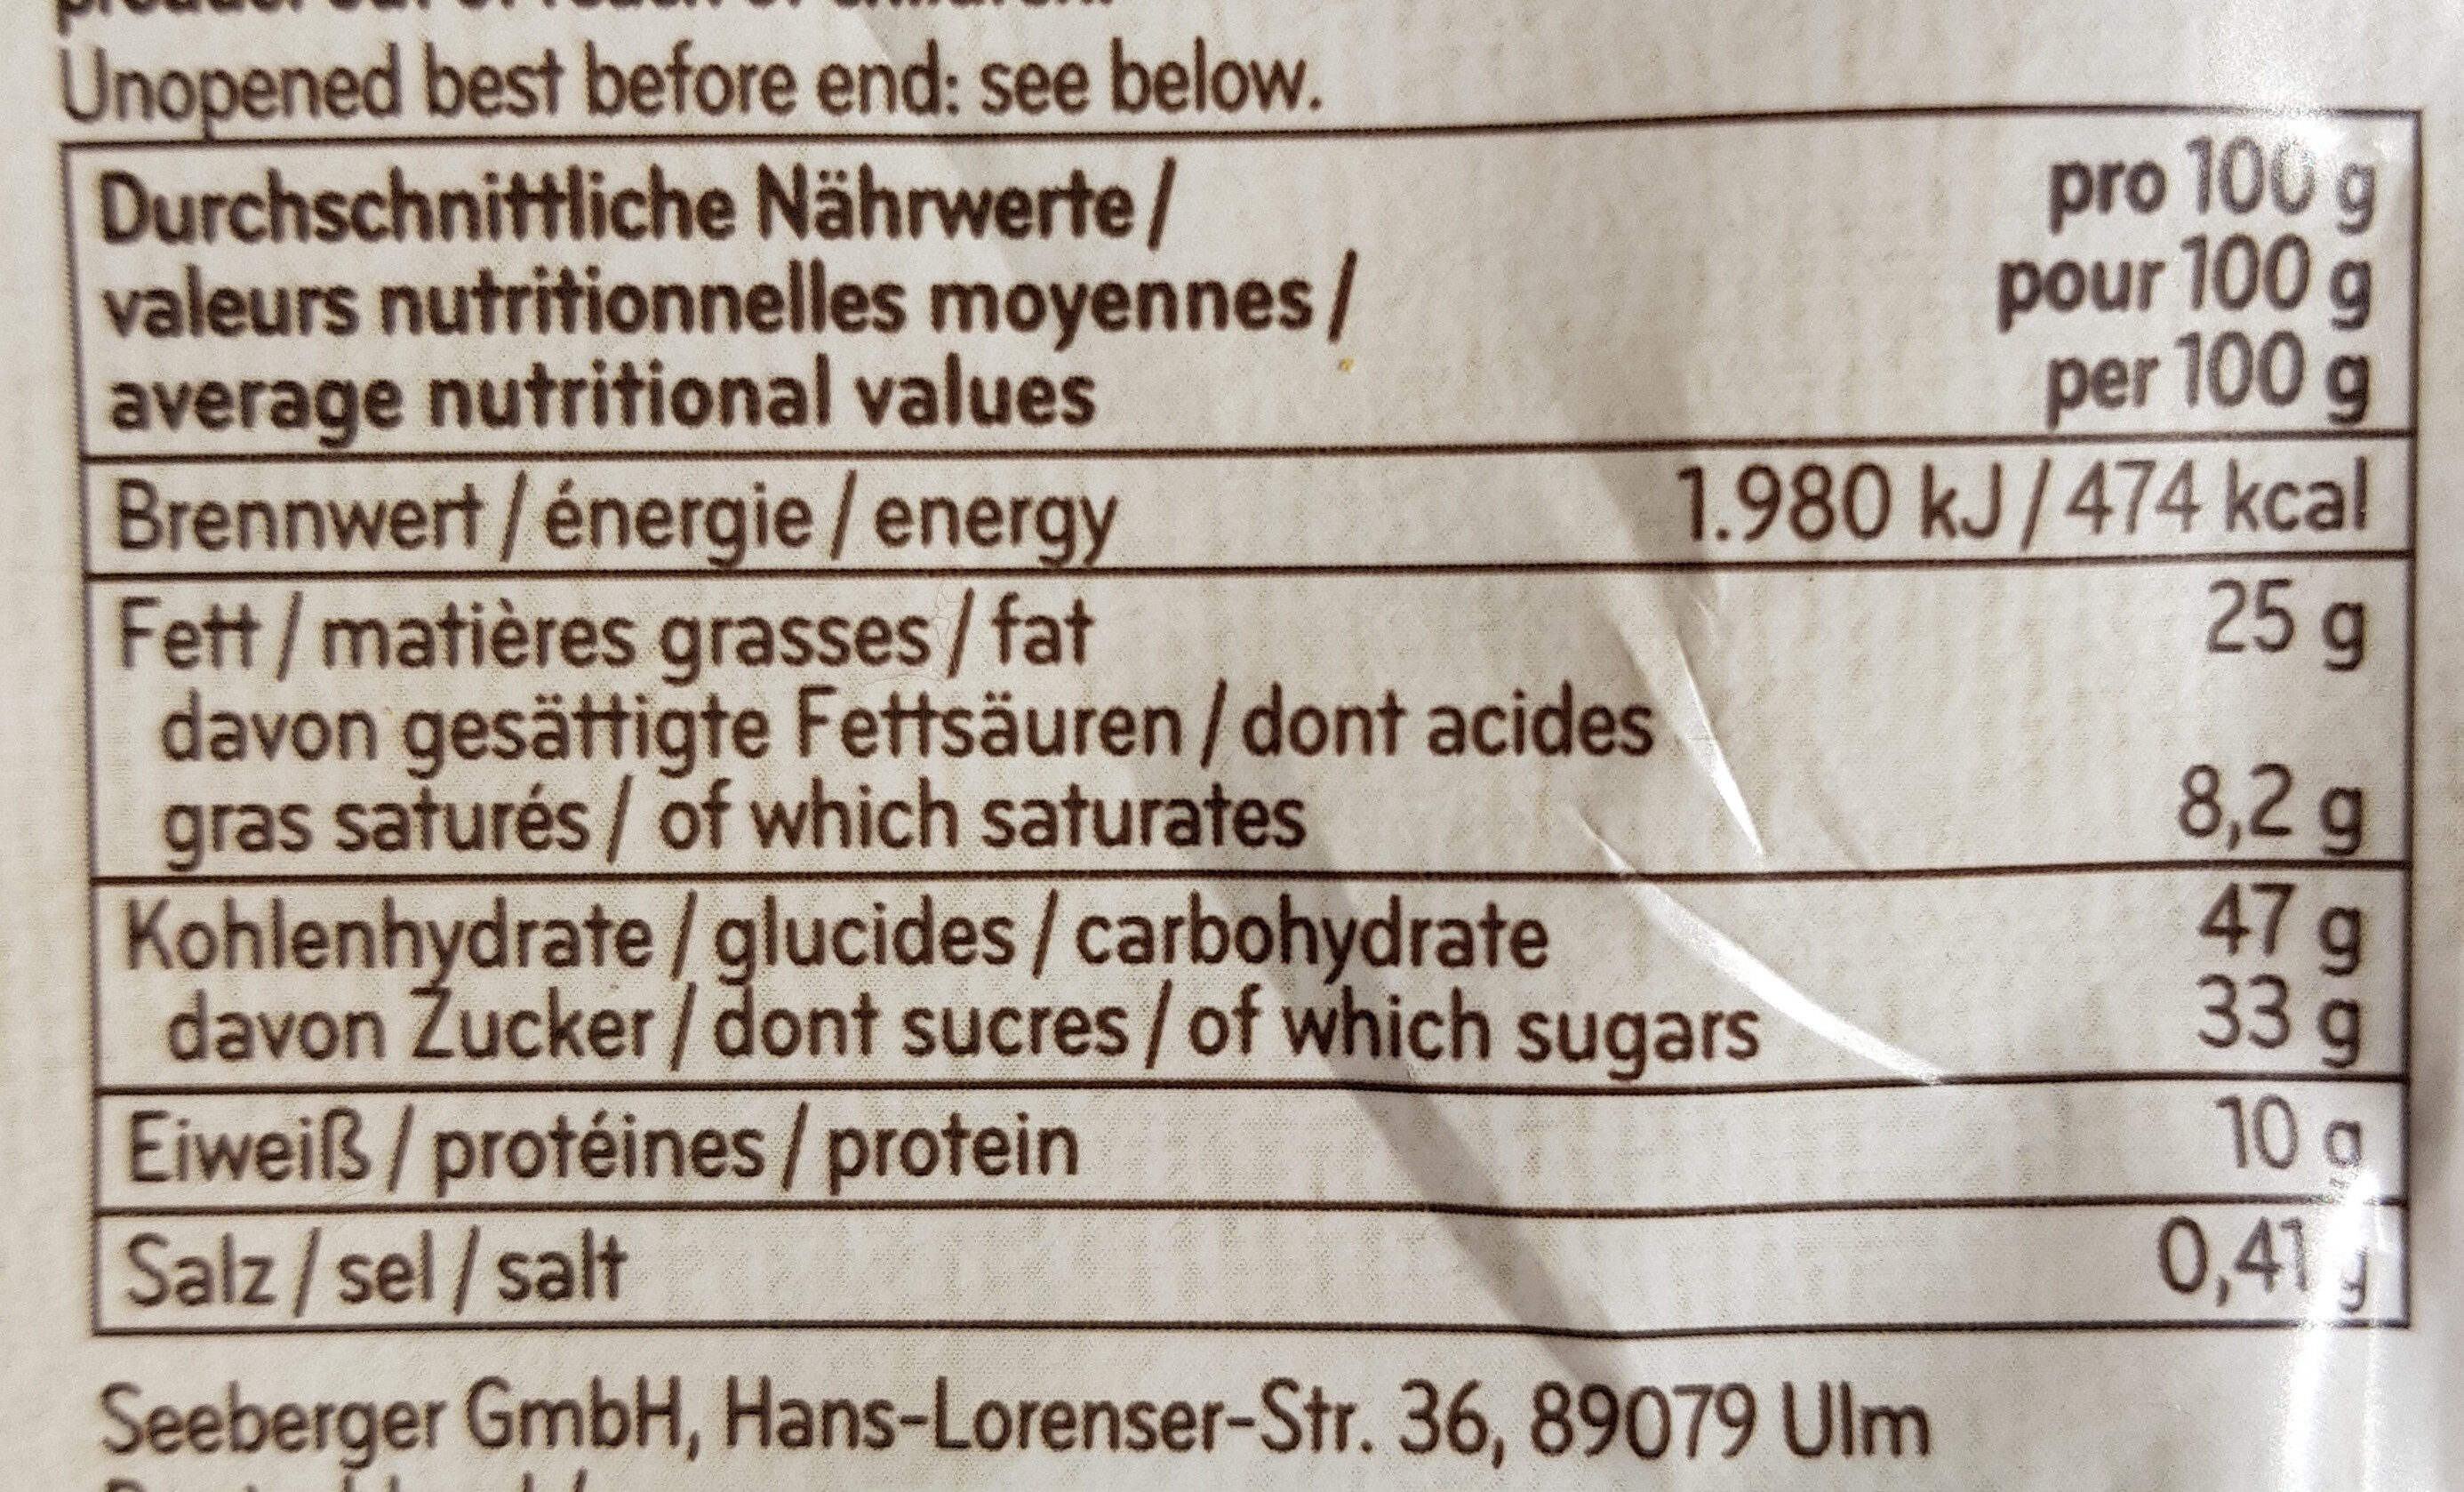 Unopened best before end: see below.
Durchschnittliche Nährwerte/ pro 100 g
valeurs nutritionnelles moyennes/ pour 100 g
average nutritional values per 100 g
Brennwert / énergie / energy 1.980 kJ / 474 kcal
Fett / matières grasses / fat 25 g
davon gesättigte Fettsäuren / dont acides
gras saturés / of which saturates 8,2 g
Kohlenhydrate / glucides / carbohydrate 47 g
davon Zucker / dont sucres / of which sugars 33 g
Eiweiß / protéines / protein 10 g
Salz / sel / salt 0,41 g
Seeberger GmbH, Hans-Lorenser-Str. 36, 89079 Ulm